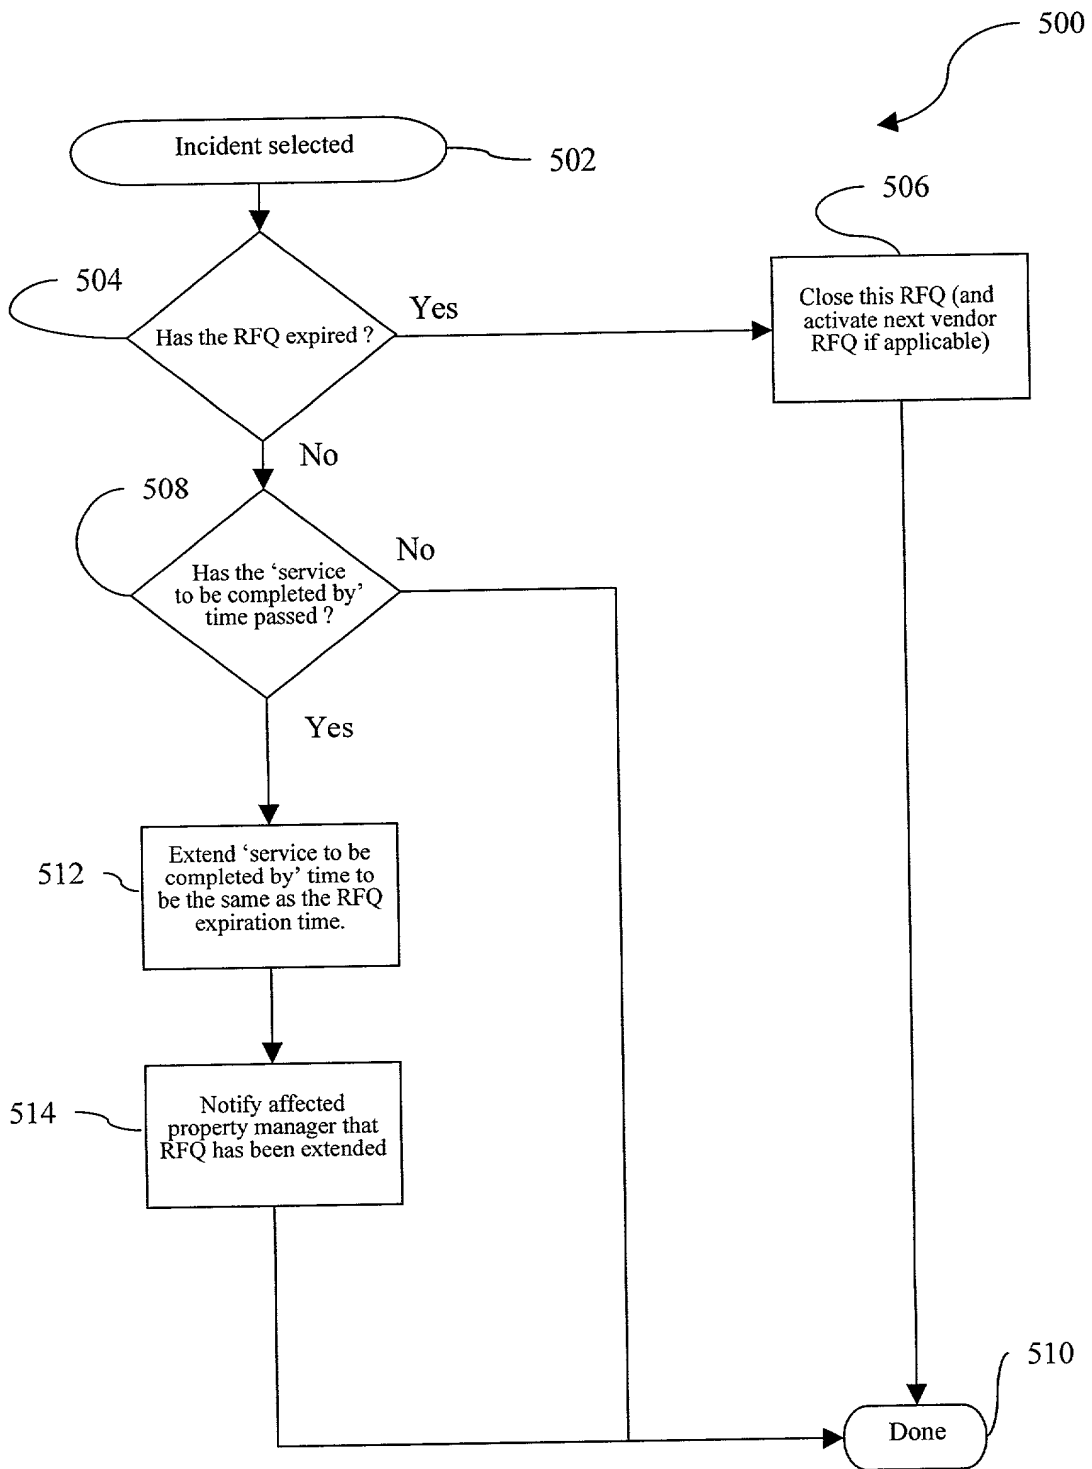 500
Incident selected
502
506
504
Has the RFQ expired ?
Yes
Close this RFQ (and
activate next vendor
RFQ if applicable)
No
508
No
Has the ‘service
to be completed by’
time passed ?
Yes
512
Extend ‘service to be
completed by’ time to
be the same as the RFQ
expiration time.
514
Notify affected
property manager that
RFQ has been extended
510
Done